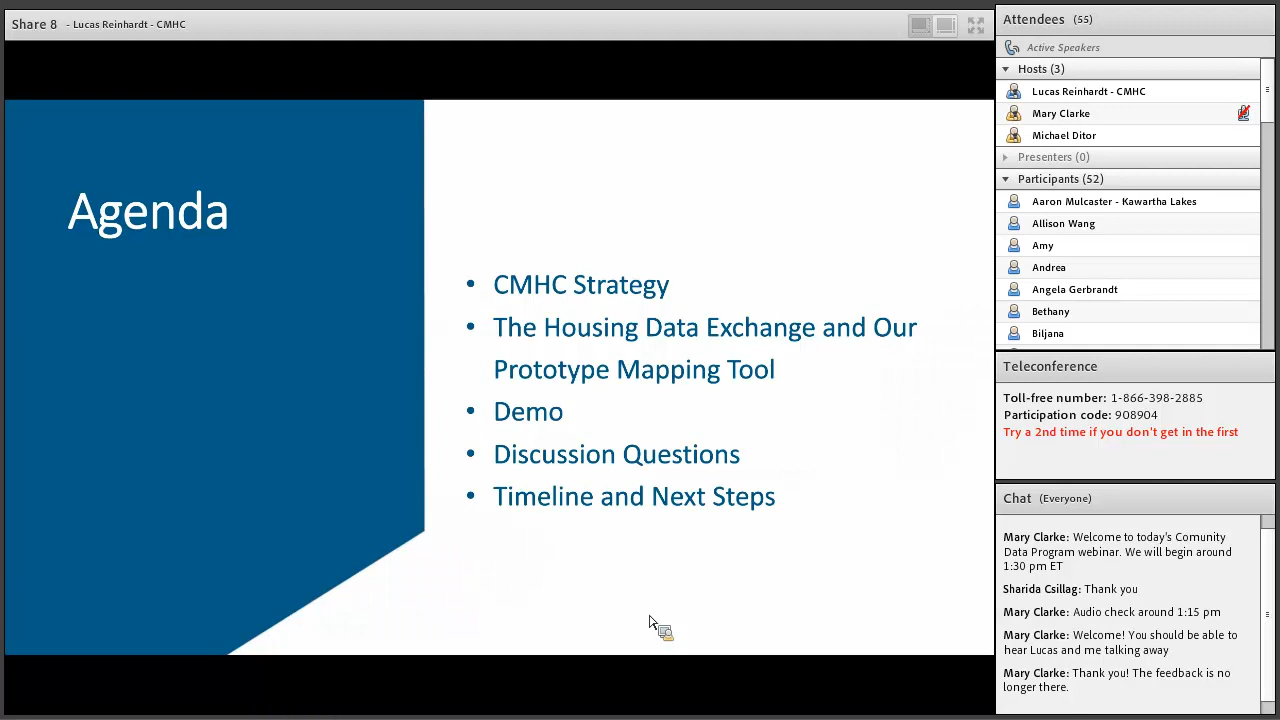 Share 8 - Lucas Reinhardt - CMHC
Agenda
• CMHC Strategy
• The Housing Data Exchange and Our
Prototype Mapping Tool
• Demo
• Discussion Questions
• Timeline and Next Steps
Attendees (55)
Active Speakers
Hosts (3)
Lucas Reinhardt - CMHC
Mary Clarke
Michael Ditor
Presenters (0)
Participants (52)
Aaron Mulcaster - Kawartha Lakes
Allison Wang
Amy
Andrea
Angela Gerbrandt
Bethany
Biljana
Teleconference
Toll-free number: 1-866-398-2885
Participation code: 908904
Try a 2nd time if you don't get in the first
Chat (Everyone)
Mary Clarke: Welcome to today's Comunity
Data Program webinar. We will begin around
1:30 pm ET
Sharida Csillag: Thank you
Mary Clarke: Audio check around 1:15 pm
Mary Clarke: Welcome! You should be able to
hear Lucas and me talking away
Mary Clarke: Thank you! The feedback is no
longer there.